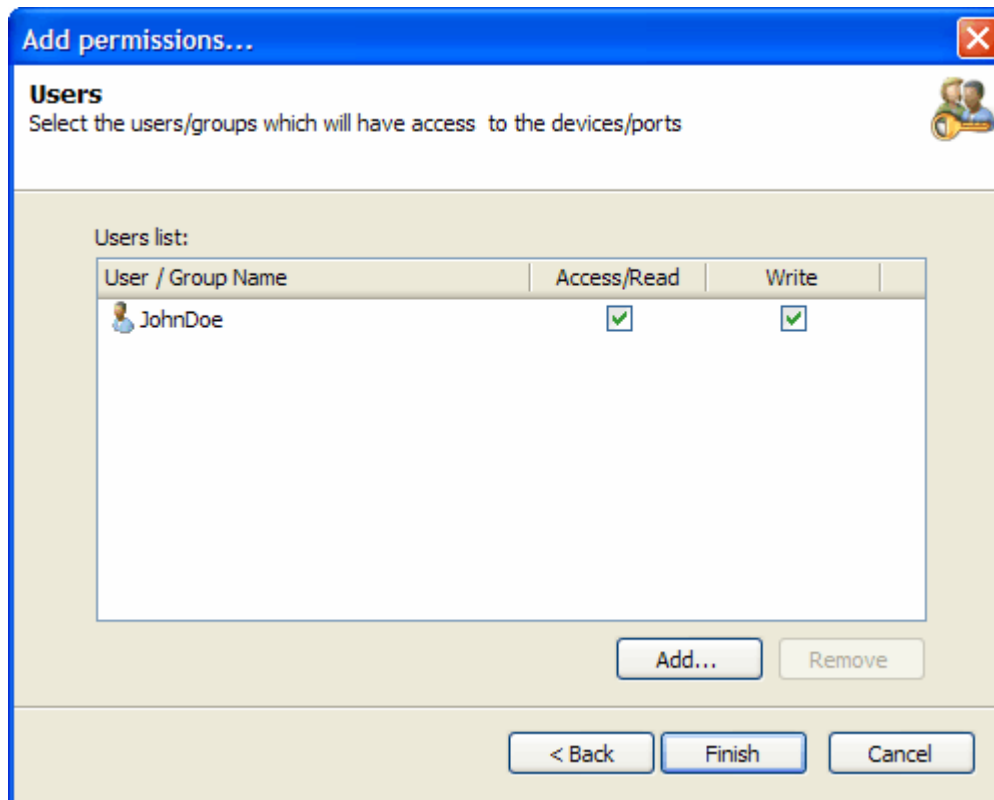 Add permissions...
Users
Select the users/groups which will have access  to the devices/ports
Users list:
User / Group Name Access/Read Write
JohnDoe
Add... Remove
< Back Finish Cancel